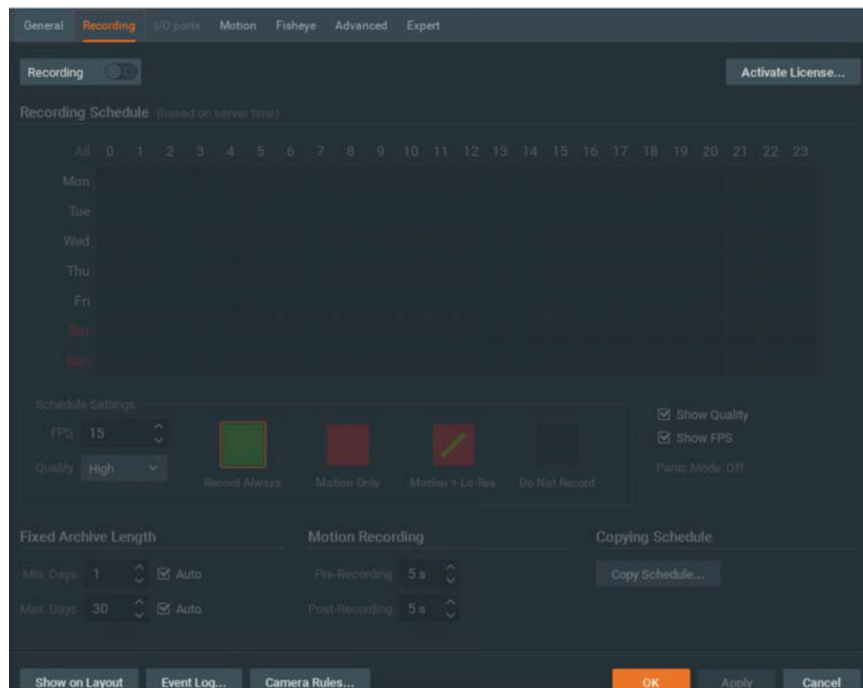 General Recording I/O ports Motion Fisheye Advanced Expert
Recording Activate License...
Recording Schedule (based on server time)
All 0 1 2 3 4 5 6 7 8 9 10 11 12 13 14 15 16 17 18 19 20 21 22 23
Mon
Tue
Wed
Thu
Fri
Sat
Sun
Schedule Settings
FPS 15
Quality High
Record Always Motion Only Motion + Lo-Res Do Not Record
Show Quality
Show FPS
Panic Mode: Off
Fixed Archive Length Motion Recording Copying Schedule
Min. Days 1 Auto Pre-Recording 5 s Copy Schedule...
Max. Days 30 Auto Post-Recording 5 s
Show on Layout Event Log... Camera Rules... OK Apply Cancel